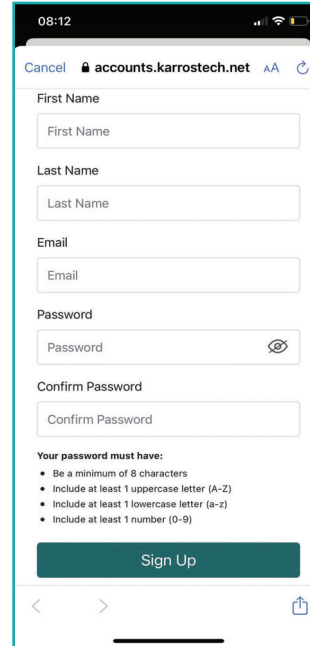 08:12
Cancel accounts.karrostech.net AA
First Name
First Name
Last Name
Last Name
Email
Email
Password
Password
Confirm Password
Confirm Password
Your password must have:
• Be a minimum of 8 characters
• Include at least 1 uppercase letter (A-Z)
• Include at least 1 lowercase letter (a-z)
• Include at least 1 number (0-9)
Sign Up